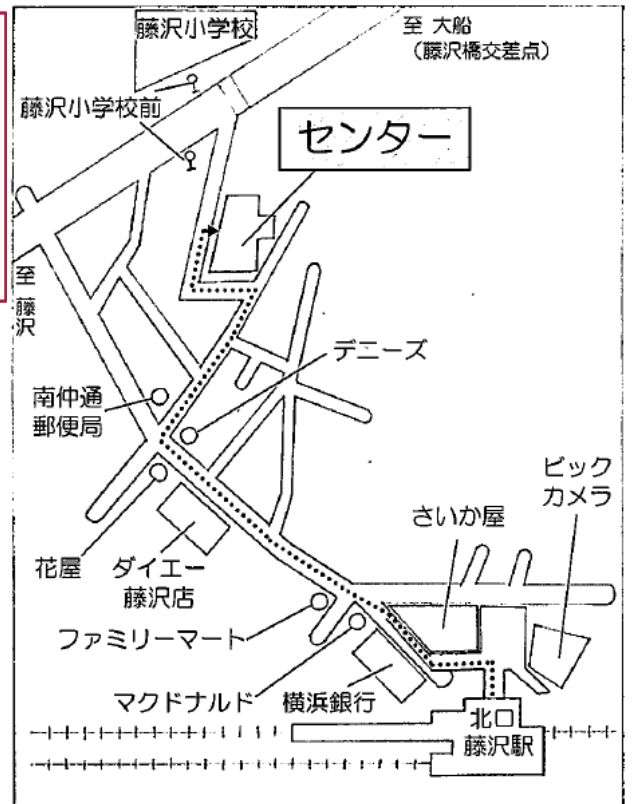 藤沢小学校
至 大船
（藤沢橋交差点）
藤沢小学校前
センター
至
藤沢
デニーズ
南仲通
郵便局
ビック
カメラ
さいか屋
花屋
ダイエー
藤沢店
ファミリーマート
マクドナルド
横浜銀行
北口
藤沢駅